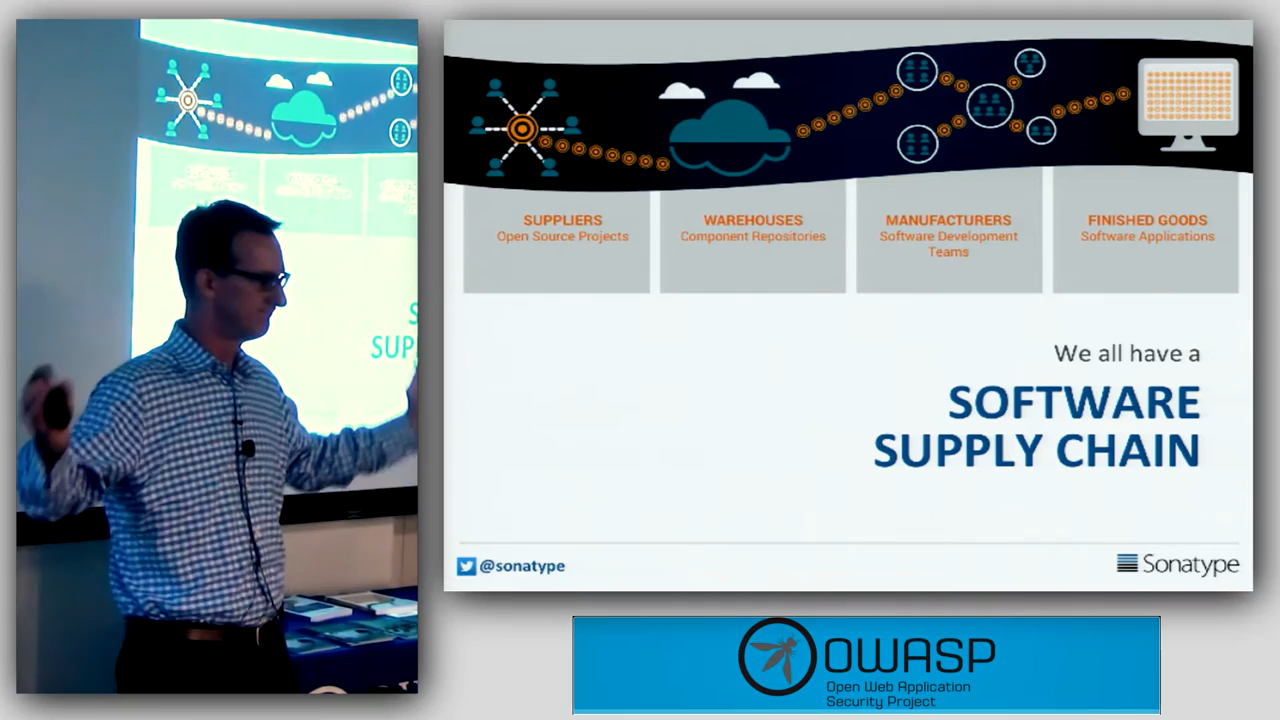 SUPPLIERS
Open Source Projects
WAREHOUSES
Component Repositories
MANUFACTURERS
Software Development
Teams
FINISHED GOODS
Software Applications
We all have a
SOFTWARE
SUPPLY CHAIN
@sonatype
Sonatype
SUP
OWASP
Open Web Application
Security Project